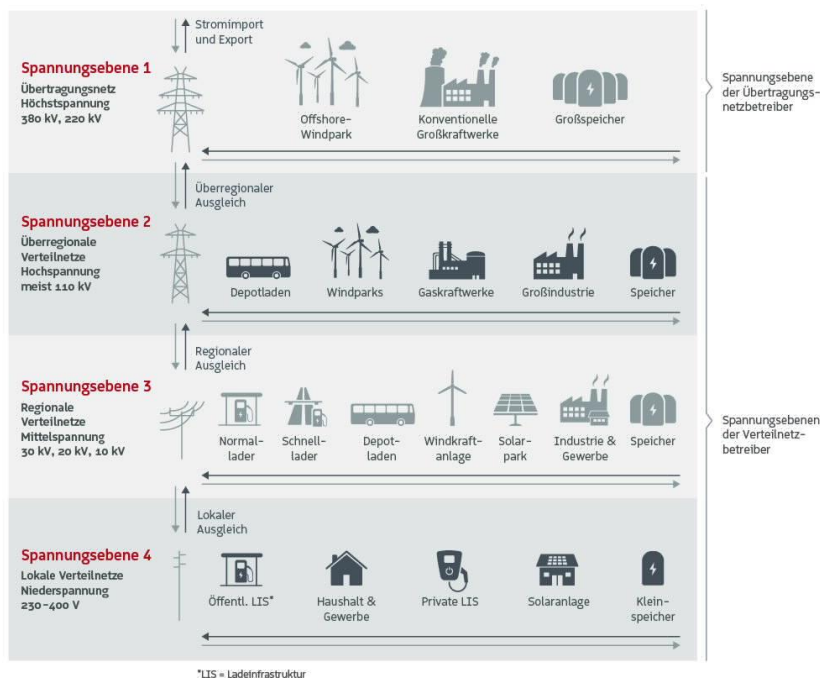 Stromimport
und Export
Spannungsebene 1
Übertragungsnetz
Höchstspannung
380 kV, 220 kV
Offshore-
Windpark
Konventionelle
Großkraftwerke
Großspeicher
Spannungsebene
der Übertragungs-
netzbetreiber
Überregionaler
Ausgleich
Spannungsebene 2
Überregionale
Verteilnetze
Hochspannung
meist 110 kV
Depotladen
Windparks
Gaskraftwerke
Großindustrie
Speicher
Regionaler
Ausgleich
Spannungsebene 3
Regionale
Verteilnetze
Mittelspannung
30 kV, 20 kV, 10 kV
Normal-
lader
Schnell-
lader
Depot-
laden
Windkraft-
anlage
Solar-
park
Industrie &
Gewerbe
Speicher
Spannungsebenen
der Verteilnetz-
betreiber
Lokaler
Ausgleich
Spannungsebene 4
Lokale Verteilnetze
Niederspannung
230–400 V
Öffentl. LIS*
Haushalt &
Gewerbe
Private LIS
Solaranlage
Klein-
speicher
*LIS = Ladeinfrastruktur